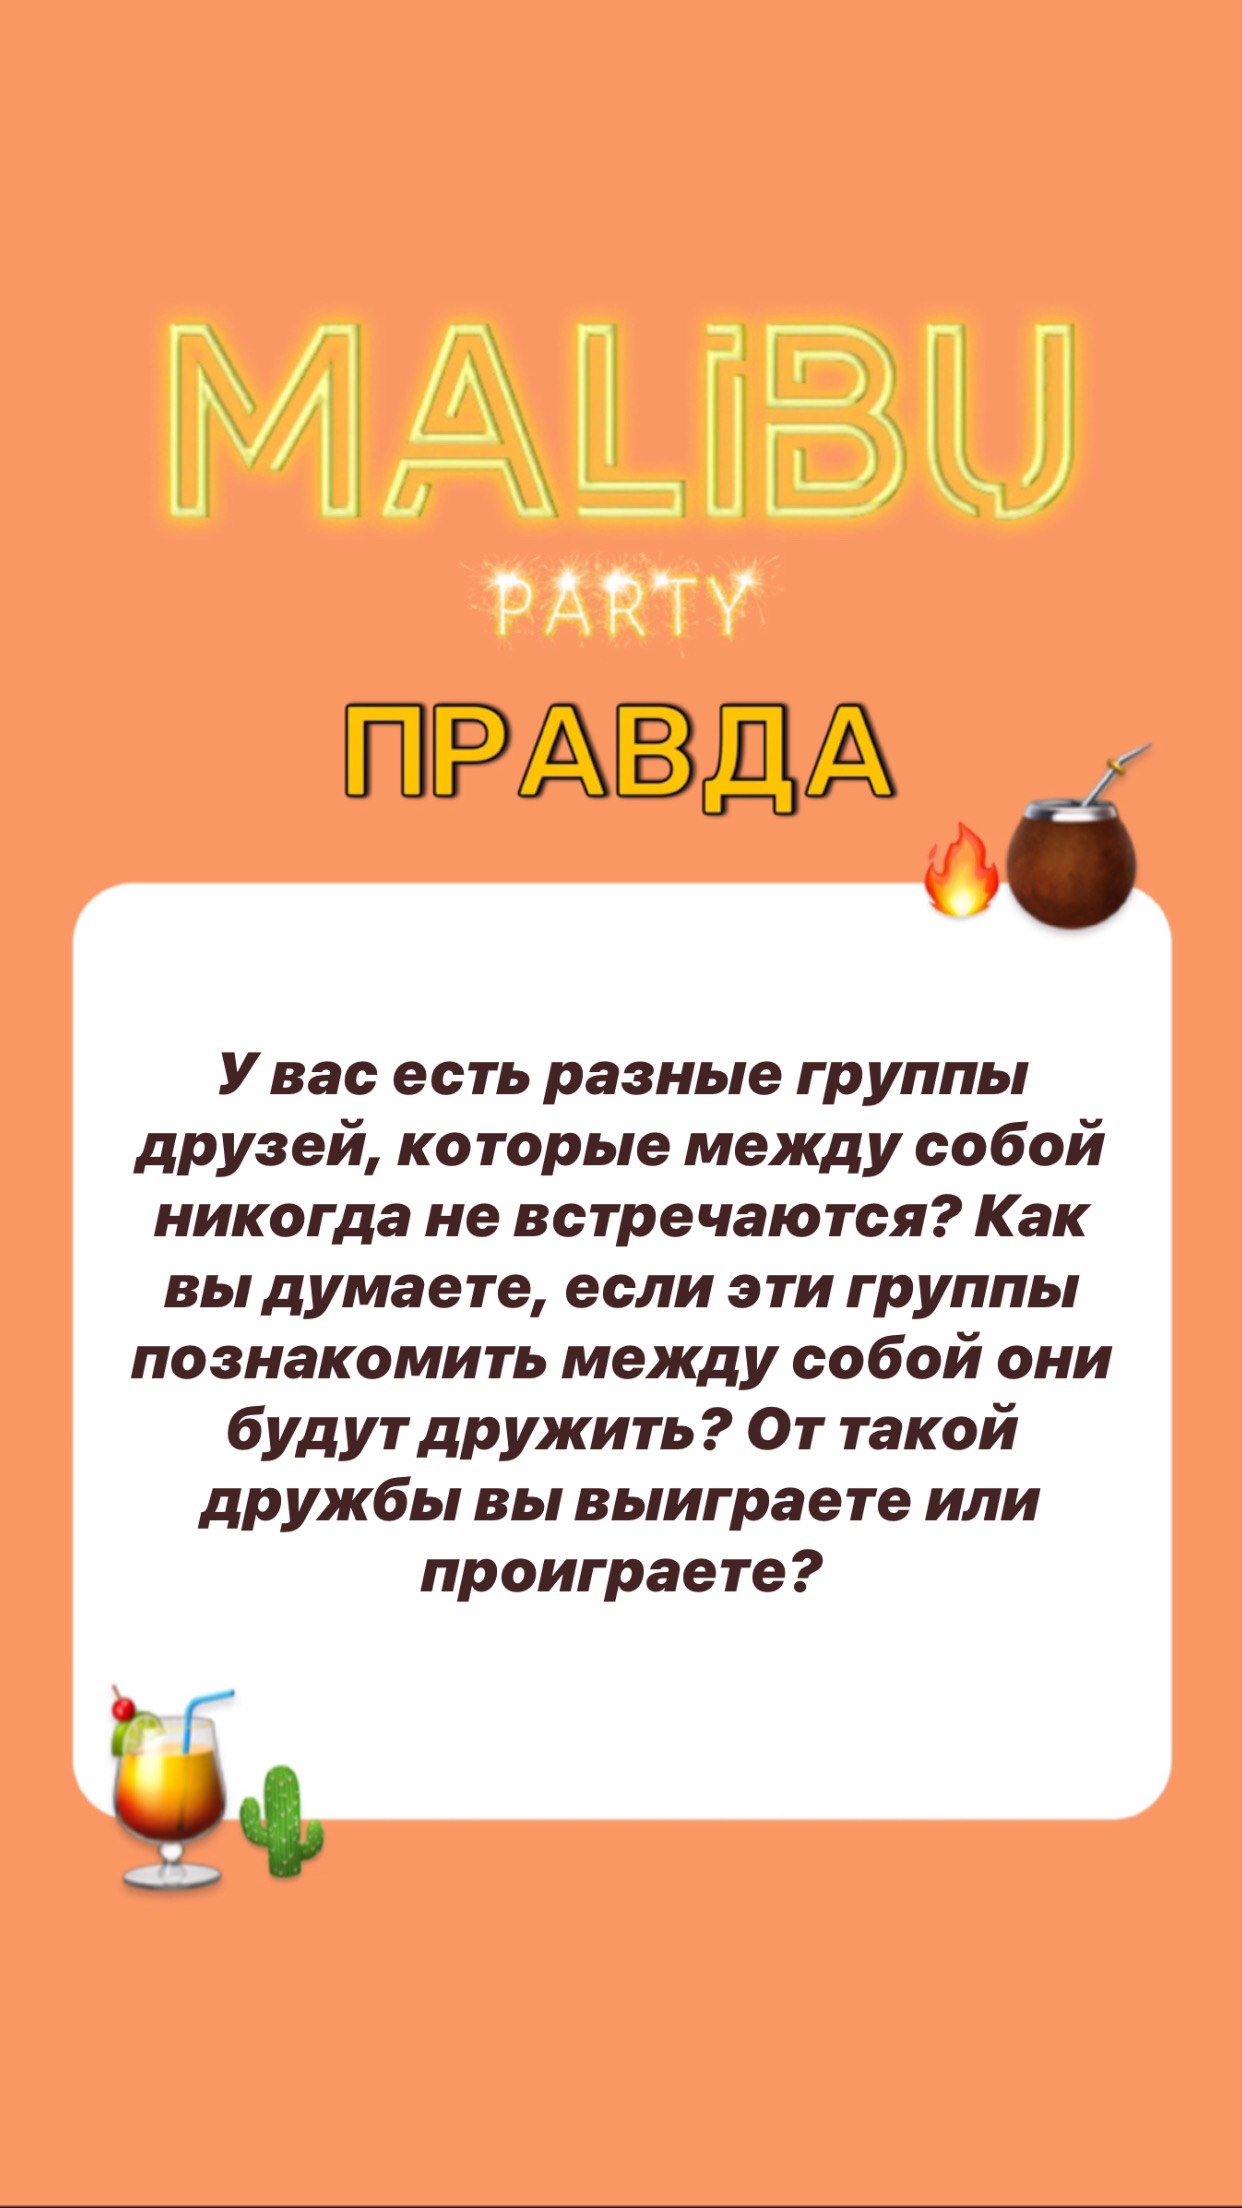 MALiBU
PARTY
ПРАВДА
У вас есть разные группы
друзей, которые между собой
никогда не встречаются? Как
вы думаете, если эти группы
познакомить между собой они
будут дружить? От такой
дружбы вы выиграете или
проиграете?